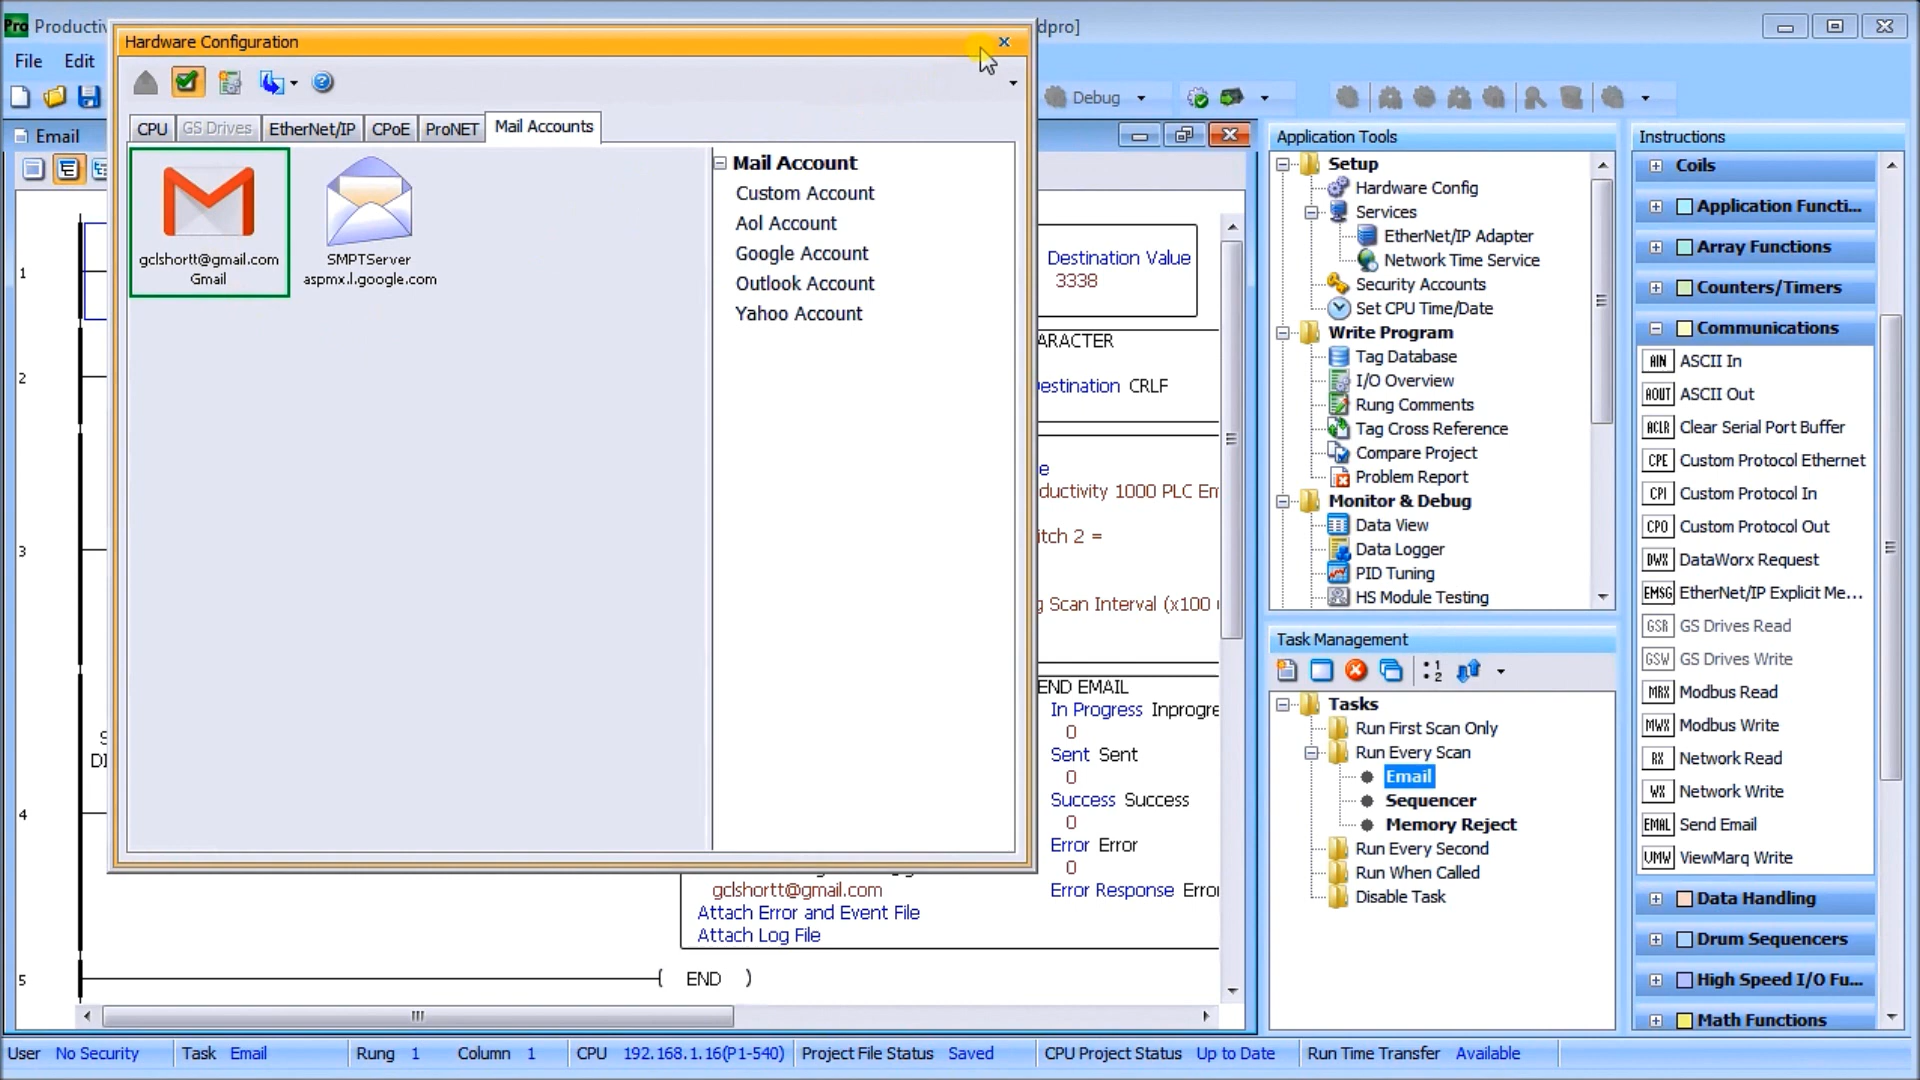 Pro Productiv
dpro]
Hardware Configuration
File Edit
Debug
CPU GS Drives EtherNet/IP CPoE ProNET Mail Accounts
Email
gclshortt@gmail.com
Gmail
SMPTServer
aspmx.l.google.com
Mail Account
Custom Account
Aol Account
Google Account
Outlook Account
Yahoo Account
1
2
3
4
5
Destination Value
3338
ARACTER
estination CRLF
e
ductivity 1000 PLC Em
itch 2 =
g Scan Interval (x100
END EMAIL
In Progress Inprogre
0
Sent Sent
0
Success Success
0
Error Error
0
Error Response Error
S
DI
gclshortt@gmail.com
Attach Error and Event File
Attach Log File
( END )
Application Tools
Setup
Hardware Config
Services
EtherNet/IP Adapter
Network Time Service
Security Accounts
Set CPU Time/Date
Write Program
Tag Database
I/O Overview
Rung Comments
Tag Cross Reference
Compare Project
Problem Report
Monitor & Debug
Data View
Data Logger
PID Tuning
HS Module Testing
Task Management
Tasks
Run First Scan Only
Run Every Scan
Email
Sequencer
Memory Reject
Run Every Second
Run When Called
Disable Task
Instructions
Coils
Application Functi...
Array Functions
Counters/Timers
Communications
AIN ASCII In
AOUT ASCII Out
ACLR Clear Serial Port Buffer
CPE Custom Protocol Ethernet
CPI Custom Protocol In
CPO Custom Protocol Out
DWX DataWorx Request
EMSG EtherNet/IP Explicit Me...
GSR GS Drives Read
GSW GS Drives Write
MRX Modbus Read
MWX Modbus Write
RX Network Read
WX Network Write
EMAL Send Email
VMW ViewMarq Write
Data Handling
Drum Sequencers
High Speed I/O Fu...
Math Functions
User No Security Task Email Rung 1 Column 1 CPU 192.168.1.16(P1-540) Project File Status Saved CPU Project Status Up to Date Run Time Transfer Available